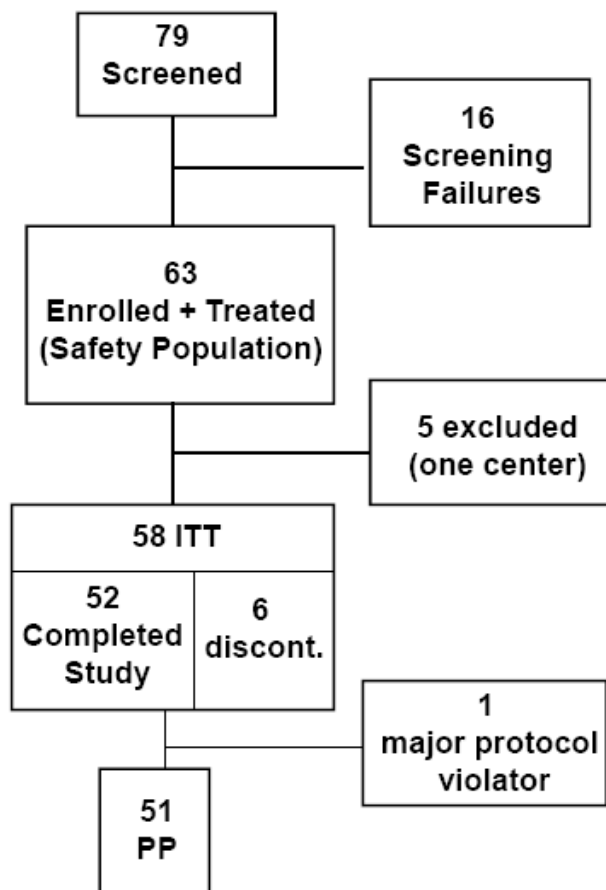 79
Screened
16
Screening
Failures
63
Enrolled + Treated
(Safety Population)
5 excluded
(one center)
58 ITT
52
Completed
Study
6
discont.
1
major protocol
violator
51
PP